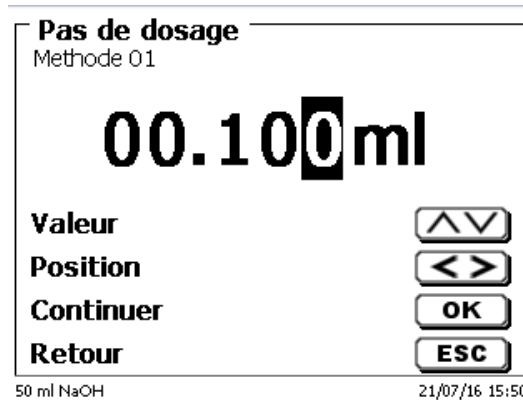 Pas de dosage
Methode 01
00.100ml
Valeur
Position < >
Continuer OK
Retour ESC
50 ml NaOH 21/07/16 15:50